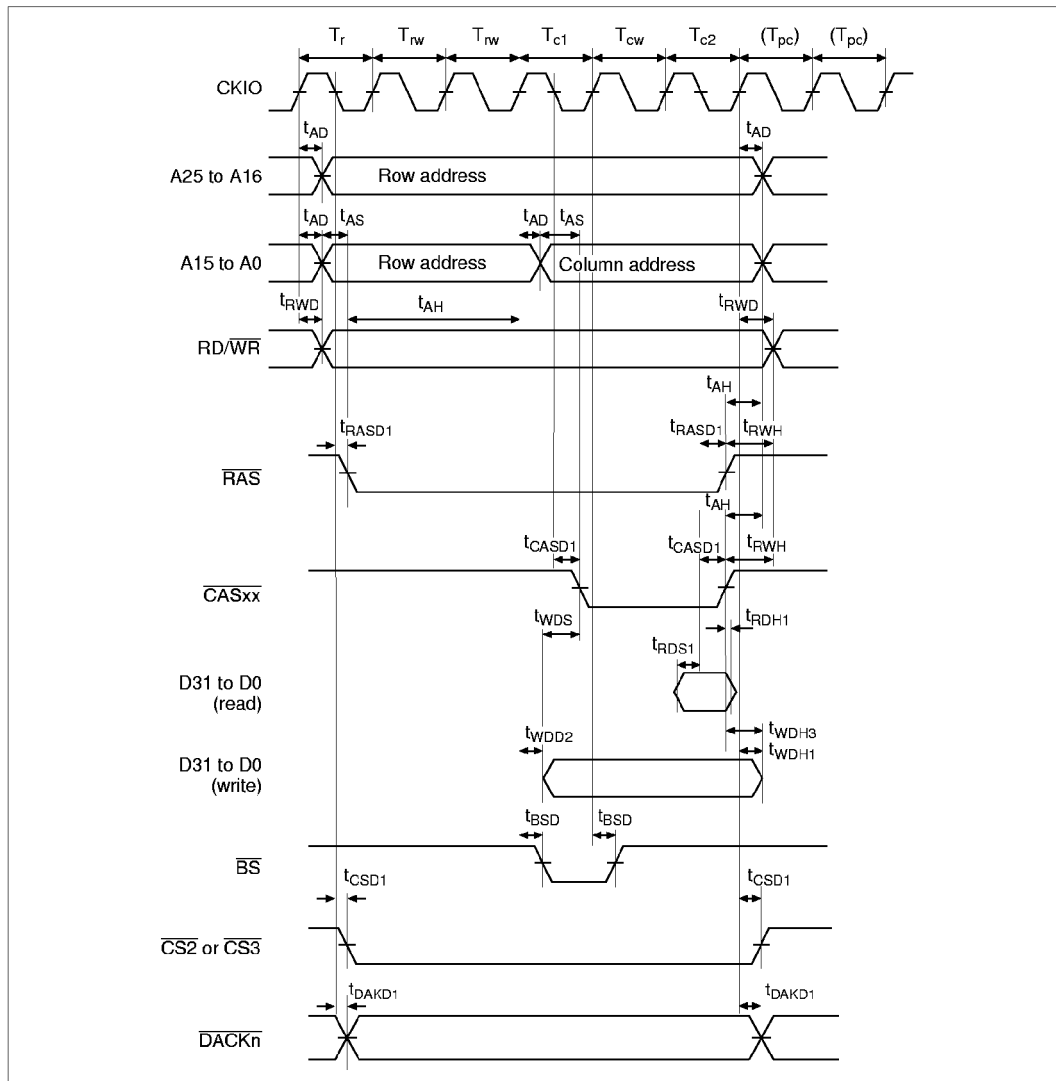 Tr Trw Trw Tc1 Tcw Tc2 (Tpc) (Tpc)
CKIO
tAD tAD
A25 to A16 Row address
tAD tAS tAD tAS
A15 to A0 Row address Column address
tRWD tAH tRWD
RD/WR
tAH
tRASD1 tRASD1 tRWH
RAS
tAH
tCASD1 tCASD1 tRWH
CASxx
tWDS tRDH1
tRDS1
D31 to D0
(read)
tWDH3
tWDD2 tWDH1
D31 to D0
(write)
tBSD tBSD
BS
tCSD1 tCSD1
CS2 or CS3
tDAKD1 tDAKD1
DACKn